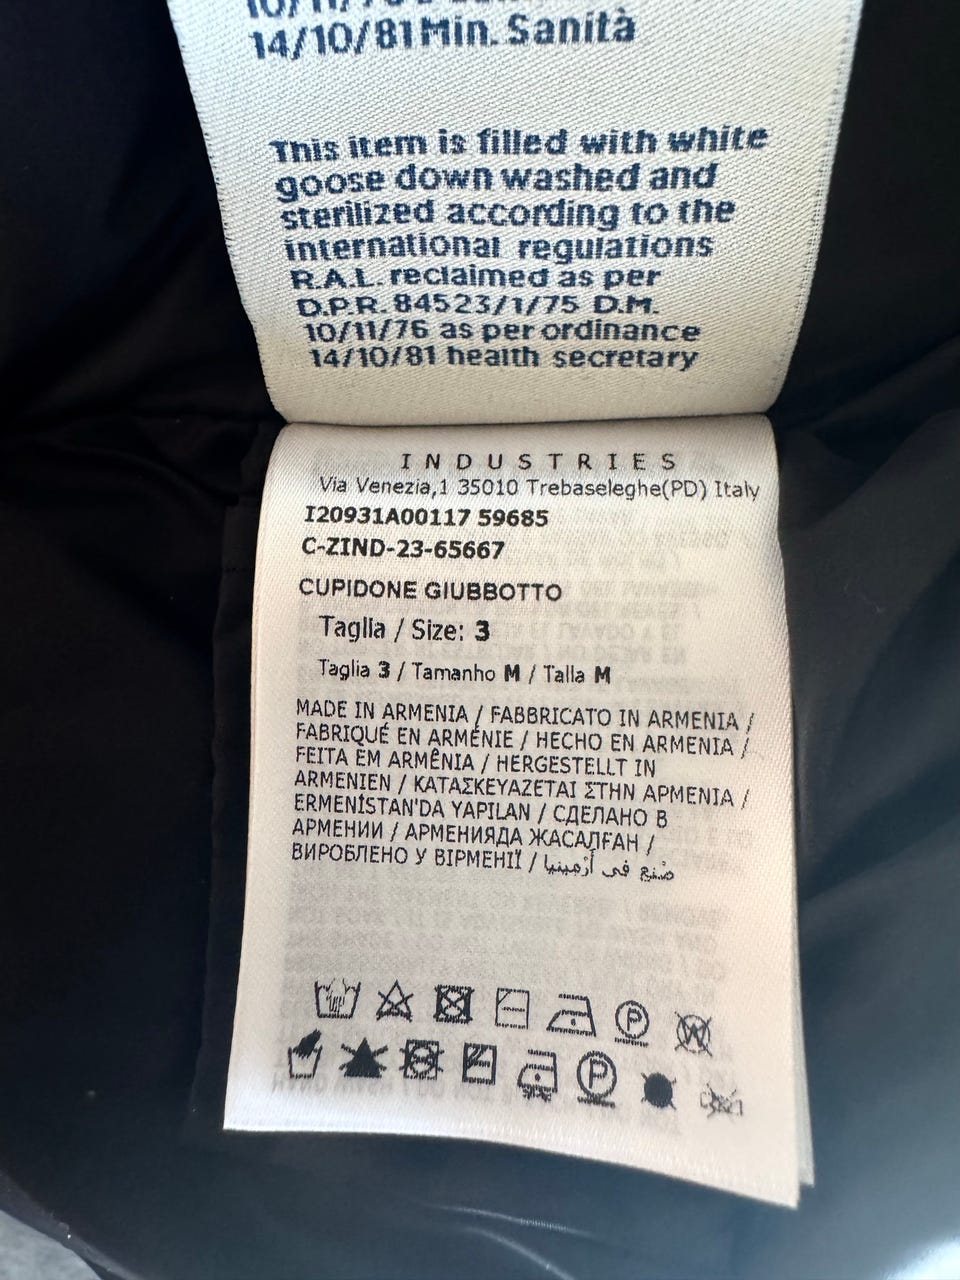 14/10/81 Min. Sanità
This item is filled with white
goose down washed and
sterilized according to the
international regulations
R.A.L. reclaimed as per
D.P.R. 84523/1/75 D.M.
10/11/76 as per ordinance
14/10/81 health secretary
INDUSTRIES
Via Venezia,1 35010 Trebaseleghe(PD) Italy
I20931A00117 59685
C-ZIND-23-65667
CUPIDONE GIUBBOTTO
Taglia / Size: 3
Taglia 3 / Tamanho M / Talla M
MADE IN ARMENIA / FABBRICATO IN ARMENIA /
FABRIQUÉ EN ARMÉNIE / HECHO EN ARMENIA /
FEITA EM ARMÊNIA / HERGESTELLT IN
ARMENIEN / ΚΑΤΑΣΚΕΥΑΖΕΤΑΙ ΣΤΗΝ ΑΡΜΕΝΙΑ /
ERMENİSTAN'DA YAPILAN / СДЕЛАНО В
АРМЕНИИ / АРМЕНИЯДА ЖАСАЛҒАН /
ВИРОБЛЕНО У ВІРМЕНІЇ / صُنِع في أرْمينيا
P W
P